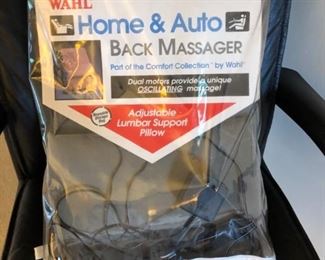 WAHL
Home & Auto
BACK MASSAGER
Part of the Comfort Collection™ by Wahl®
Dual motors provide a unique
OSCILLATING massage!
Adjustable
Lumbar Support
Pillow